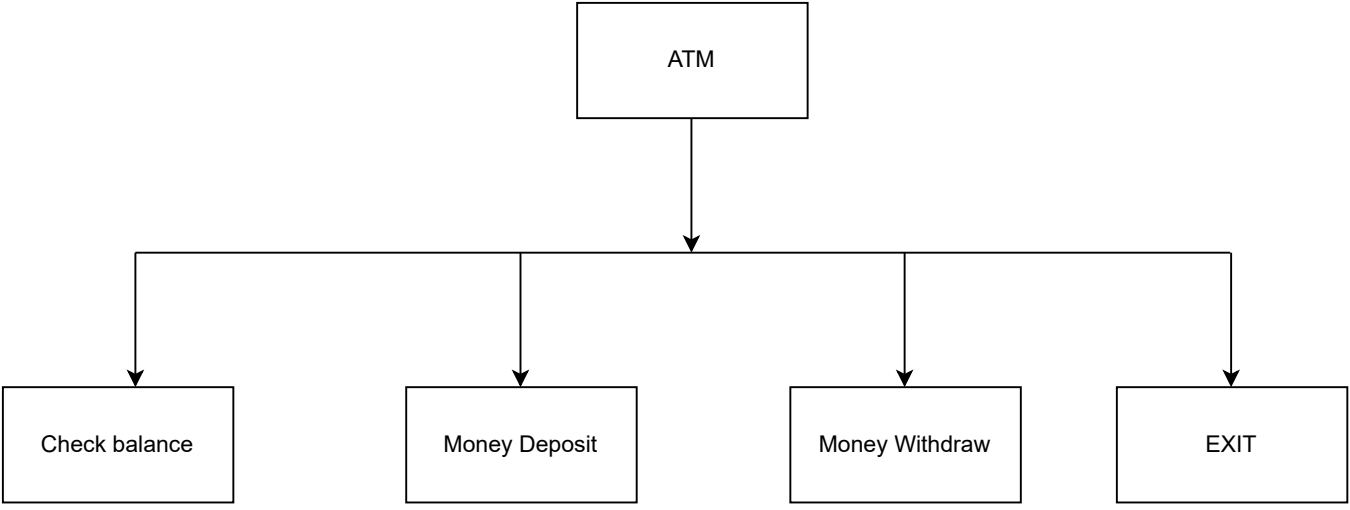 ATM
Check balance
Money Deposit
Money Withdraw
EXIT